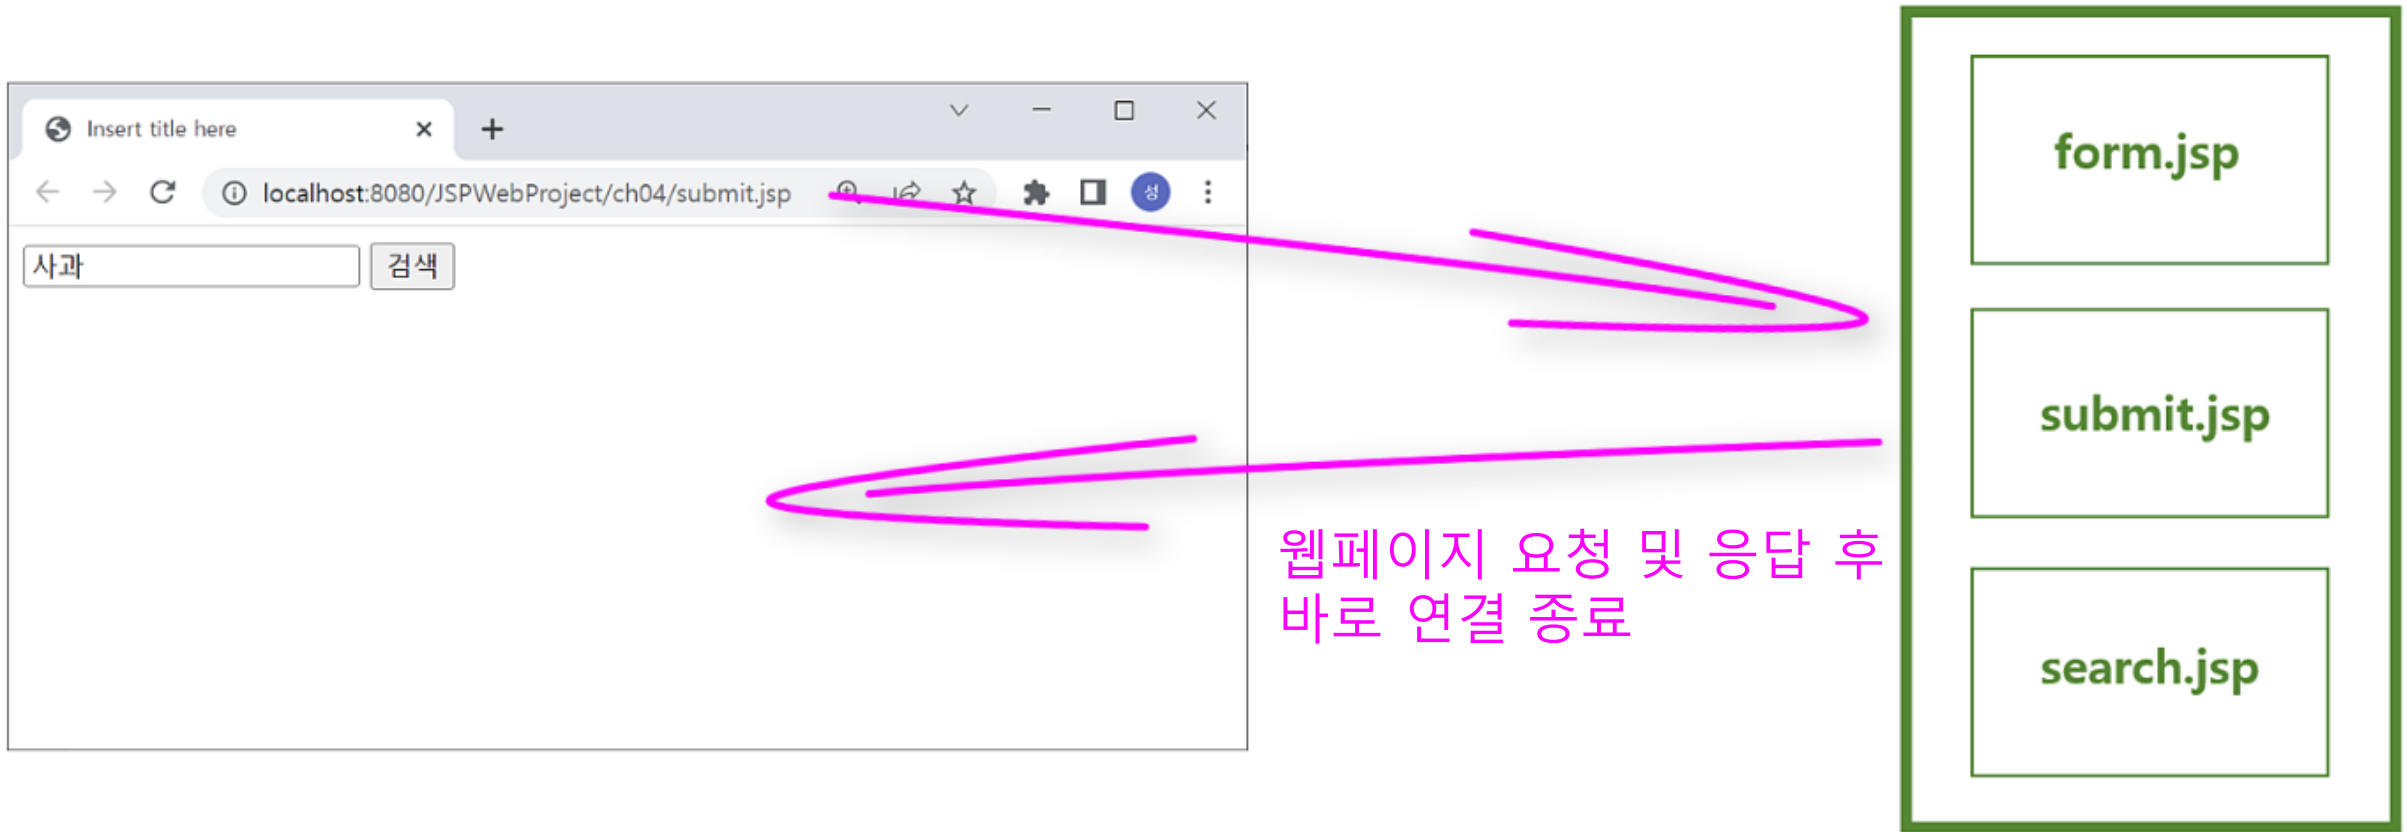 Insert title here
localhost:8080/JSPWebProject/ch04/submit.jsp
성
사과
검색
웹페이지 요청 및 응답 후
바로 연결 종료
form.jsp
submit.jsp
search.jsp